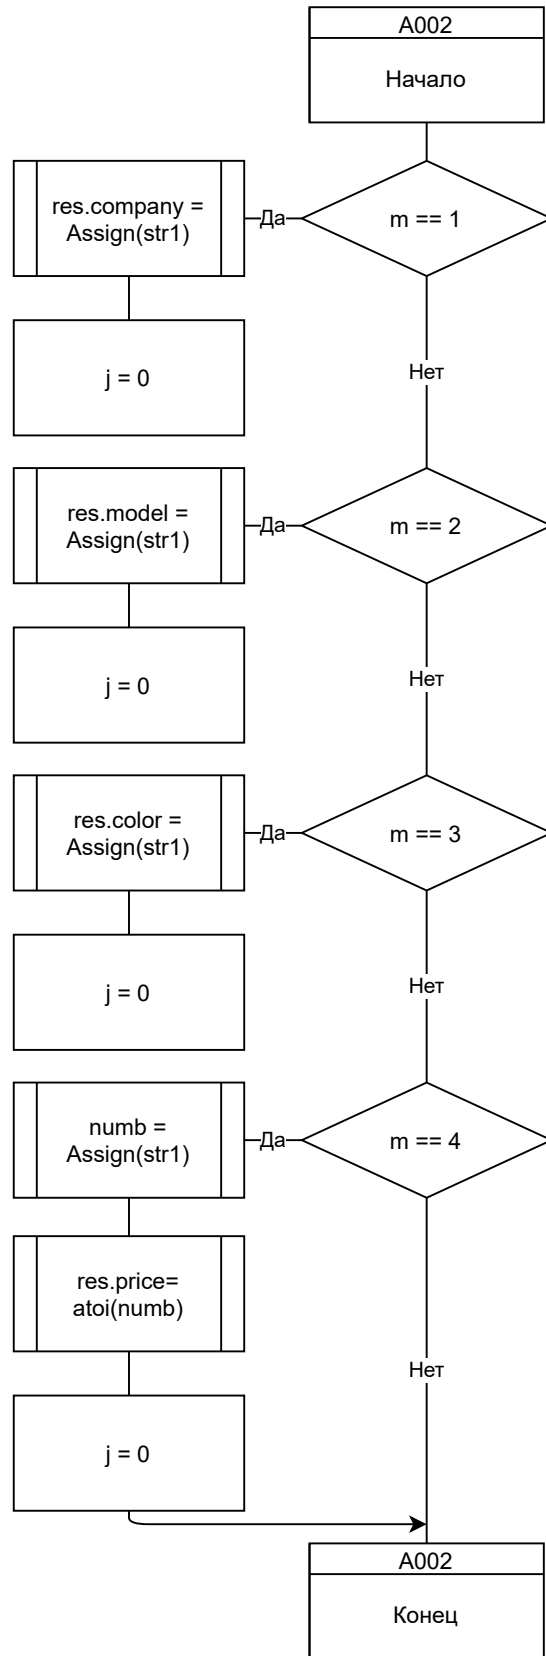 A002
Начало
m == 1
Да
res.company =
Assign(str1)
j = 0
Нет
m == 2
Да
res.model =
Assign(str1)
j = 0
Нет
m == 3
Да
res.color =
Assign(str1)
j = 0
Нет
m == 4
Да
numb =
Assign(str1)
res.price=
atoi(numb)
Нет
j = 0
A002
Конец